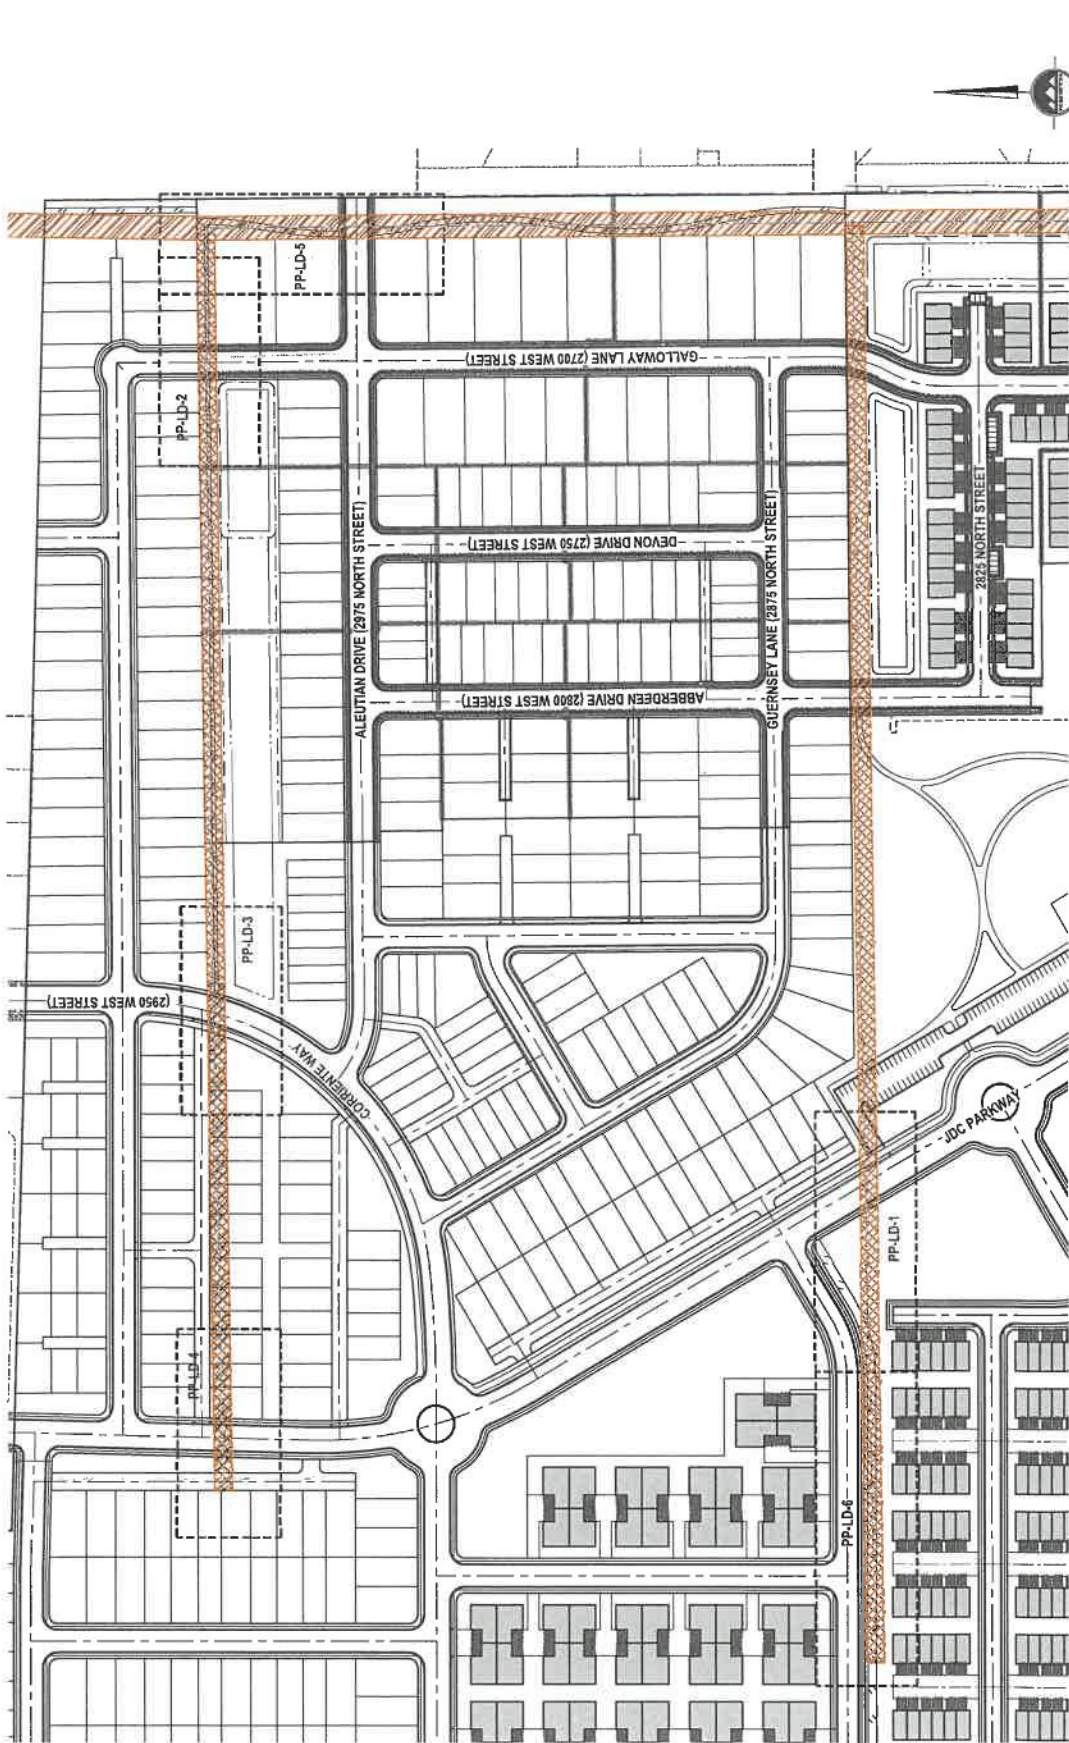 PP-LD-5
GALLOWAY LANE (2700 WEST STREET)
PP-LD-2
2825 NORTH STREET
ALEUTIAN DRIVE (2975 NORTH STREET)
DEVON DRIVE (2750 WEST STREET)
GUERNSEY LANE (2875 NORTH STREET)
ABBERDEEN DRIVE (2800 WEST STREET)
PP-LD-3
(2950 WEST STREET)
CORRIENTE WAY
JDC PARKWAY
PP-LD-1
PP-LD-4
PP-LD-6